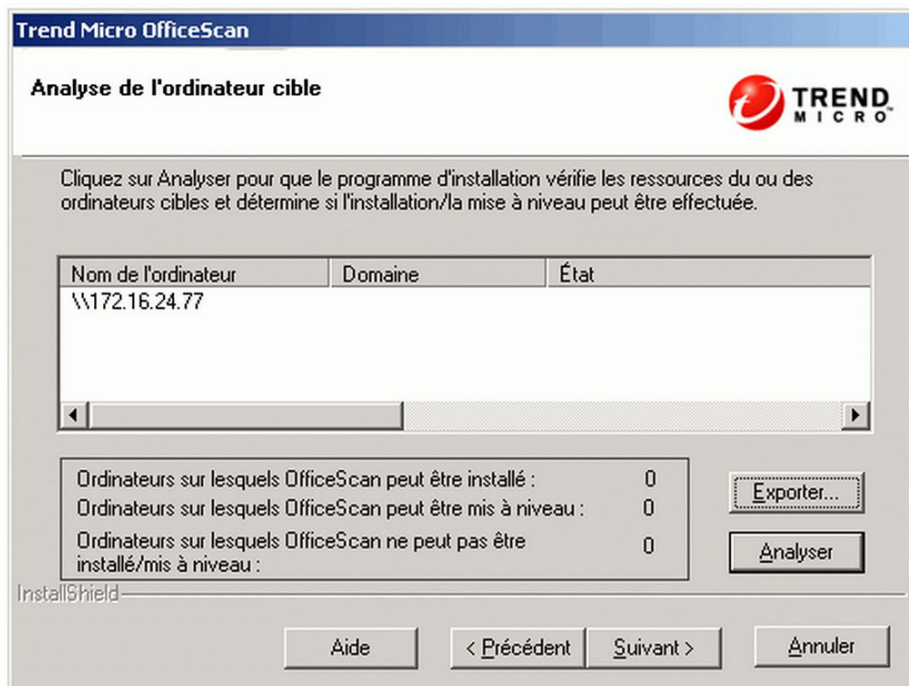 Trend Micro OfficeScan
Analyse de l'ordinateur cible
TREND
MICRO™
Cliquez sur Analyser pour que le programme d'installation vérifie les ressources du ou des
ordinateurs cibles et détermine si l'installation/la mise à niveau peut être effectuée.
Nom de l'ordinateur Domaine État
\\172.16.24.77
Ordinateurs sur lesquels OfficeScan peut être installé : 0
Ordinateurs sur lesquels OfficeScan peut être mis à niveau : 0
Ordinateurs sur lesquels OfficeScan ne peut pas être
installé/mis à niveau : 0
Exporter...
Analyser
InstallShield
Aide < Précédent Suivant > Annuler